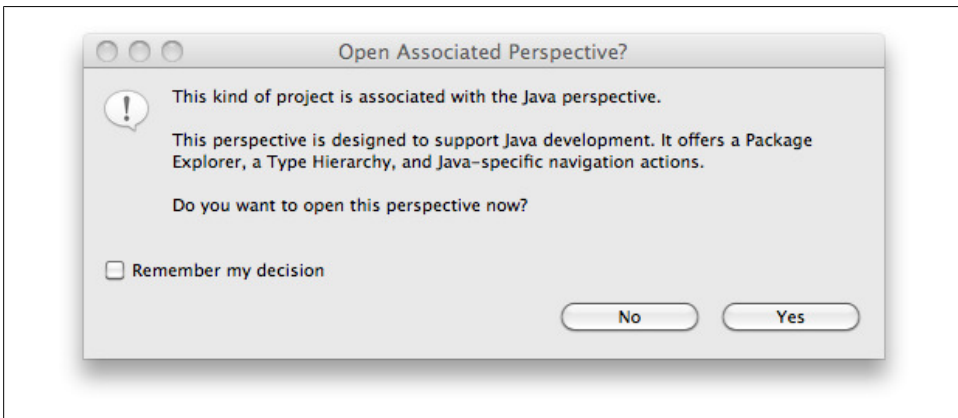 Open Associated Perspective?
This kind of project is associated with the Java perspective.
This perspective is designed to support Java development. It offers a Package
Explorer, a Type Hierarchy, and Java-specific navigation actions.
Do you want to open this perspective now?
Remember my decision
No
Yes